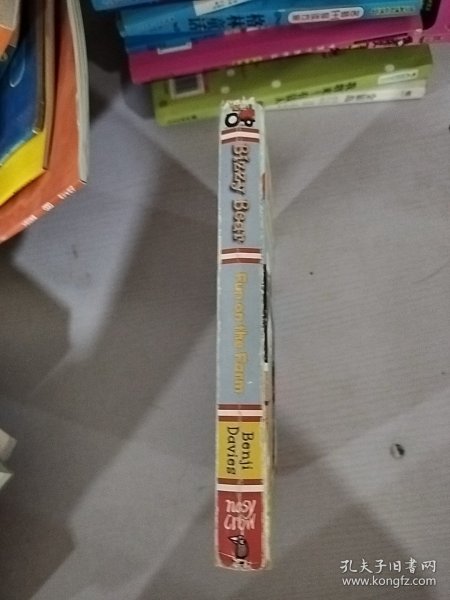 Bizzy Bear
Fun on the Farm
Benji
Davies
nosy
crow
孔夫子旧书网
www.kongfz.com